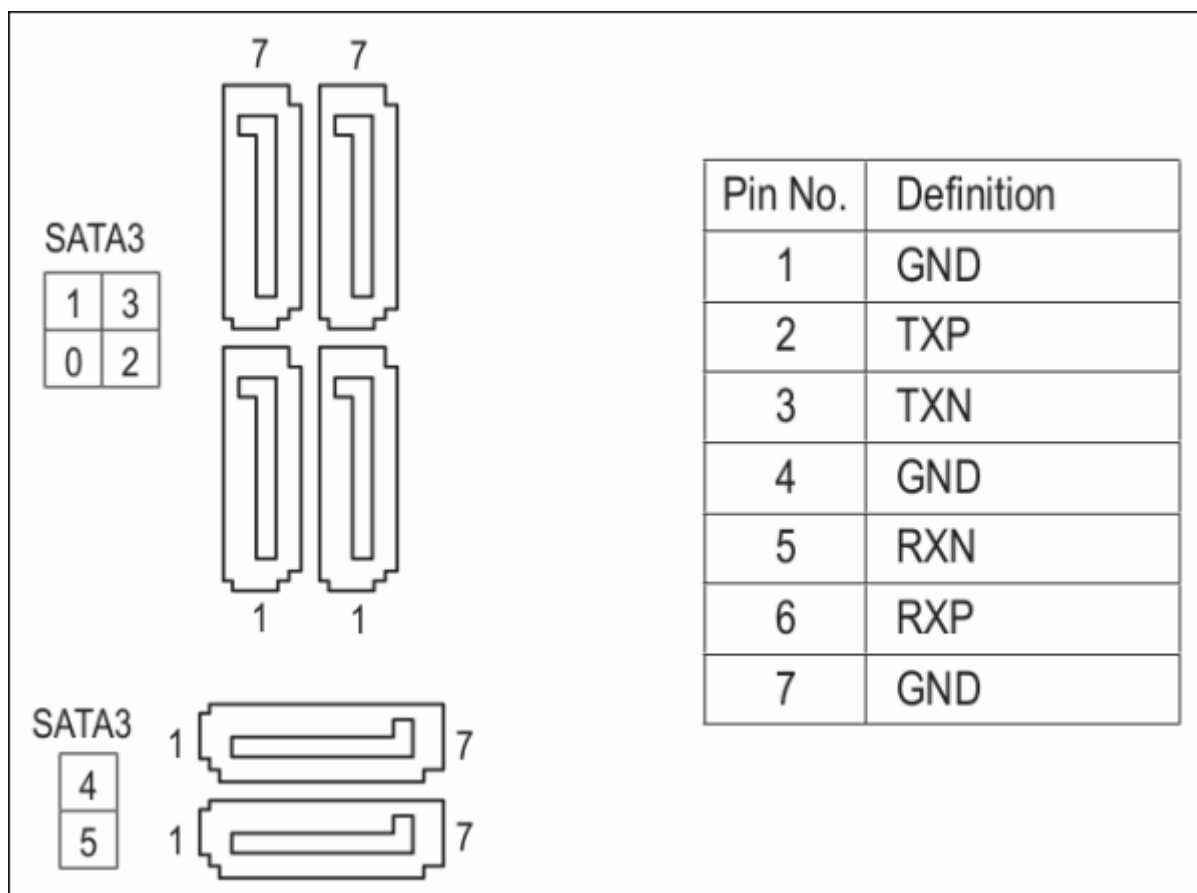 7 7
SATA3
1 3
0 2
1 1
SATA3
4
5
1 7
1 7
Pin No. Definition
1 GND
2 TXP
3 TXN
4 GND
5 RXN
6 RXP
7 GND